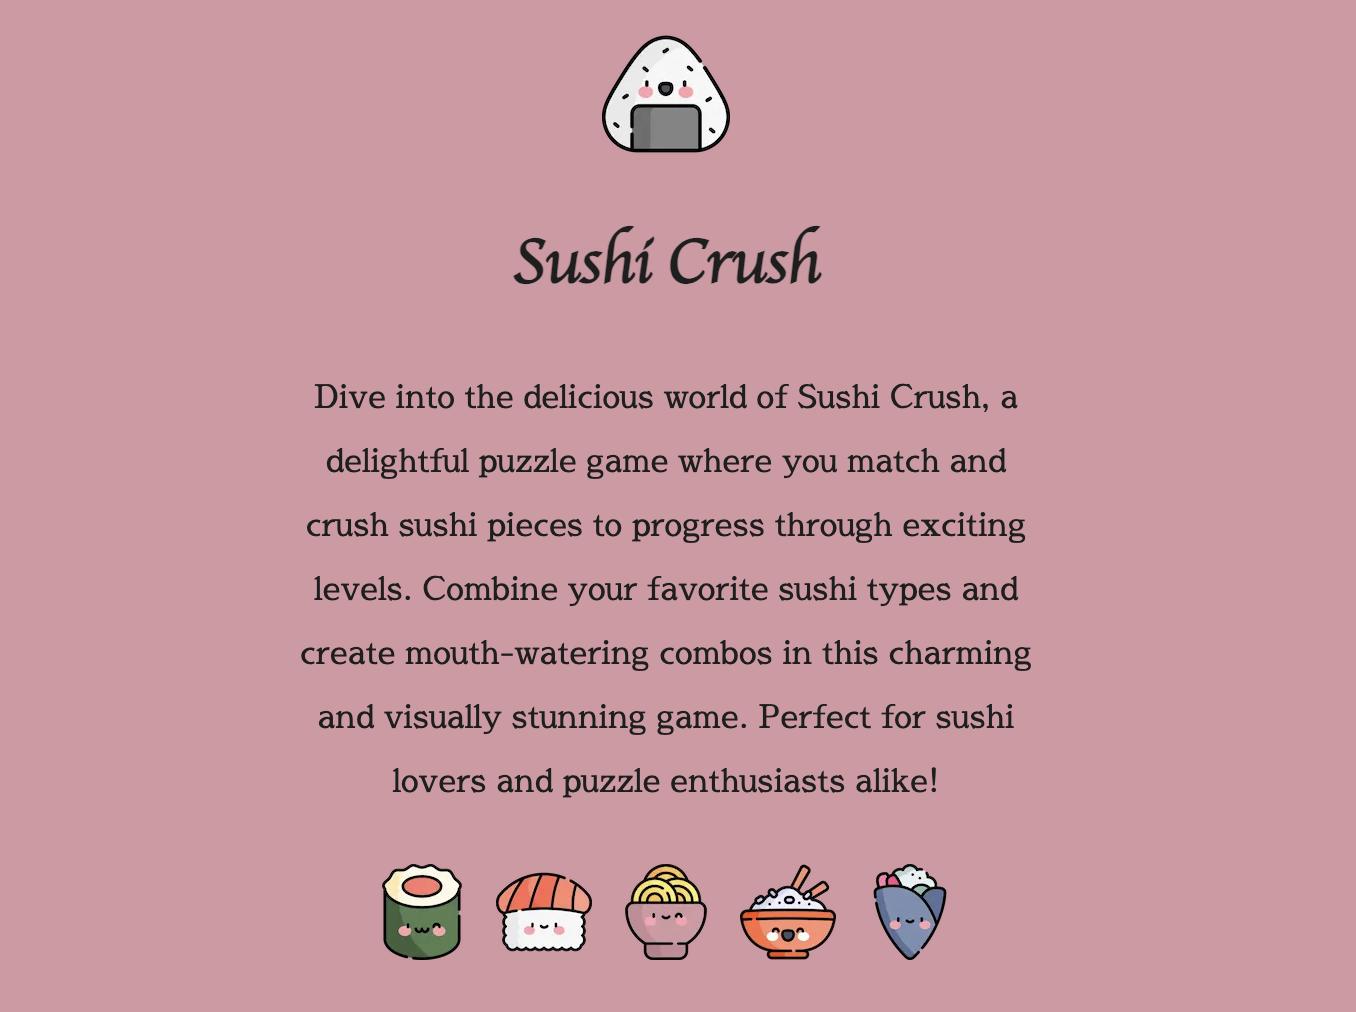 Sushi Crush
Dive into the delicious world of Sushi Crush, a
delightful puzzle game where you match and
crush sushi pieces to progress through exciting
levels. Combine your favorite sushi types and
create mouth-watering combos in this charming
and visually stunning game. Perfect for sushi
lovers and puzzle enthusiasts alike!